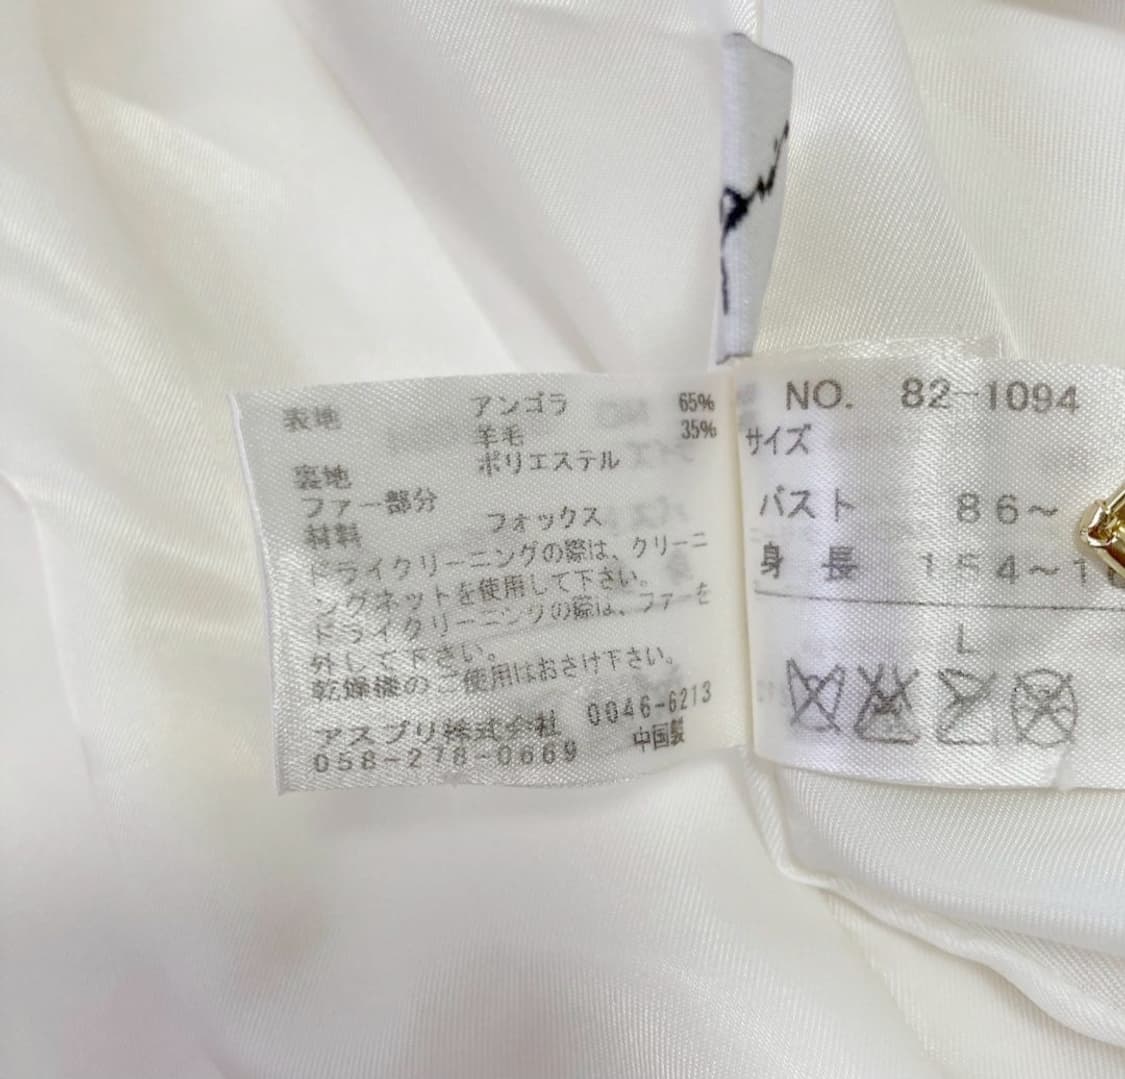 表地 アンゴラ 65%
羊毛 35%
裏地 ポリエステル
ファー部分
材料 フォックス
ドライクリーニングの際は、クリーニ
ングネットを使用して下さい。
ドライクリーニングの際は、ファーを
外して下さい。
乾燥機のご使用はおさけ下さい。
アスプリ株式会社 0046-6213
058-278-0669 中国製
NO. 82-1094
サイズ
バスト 86~
身長 154~1
L